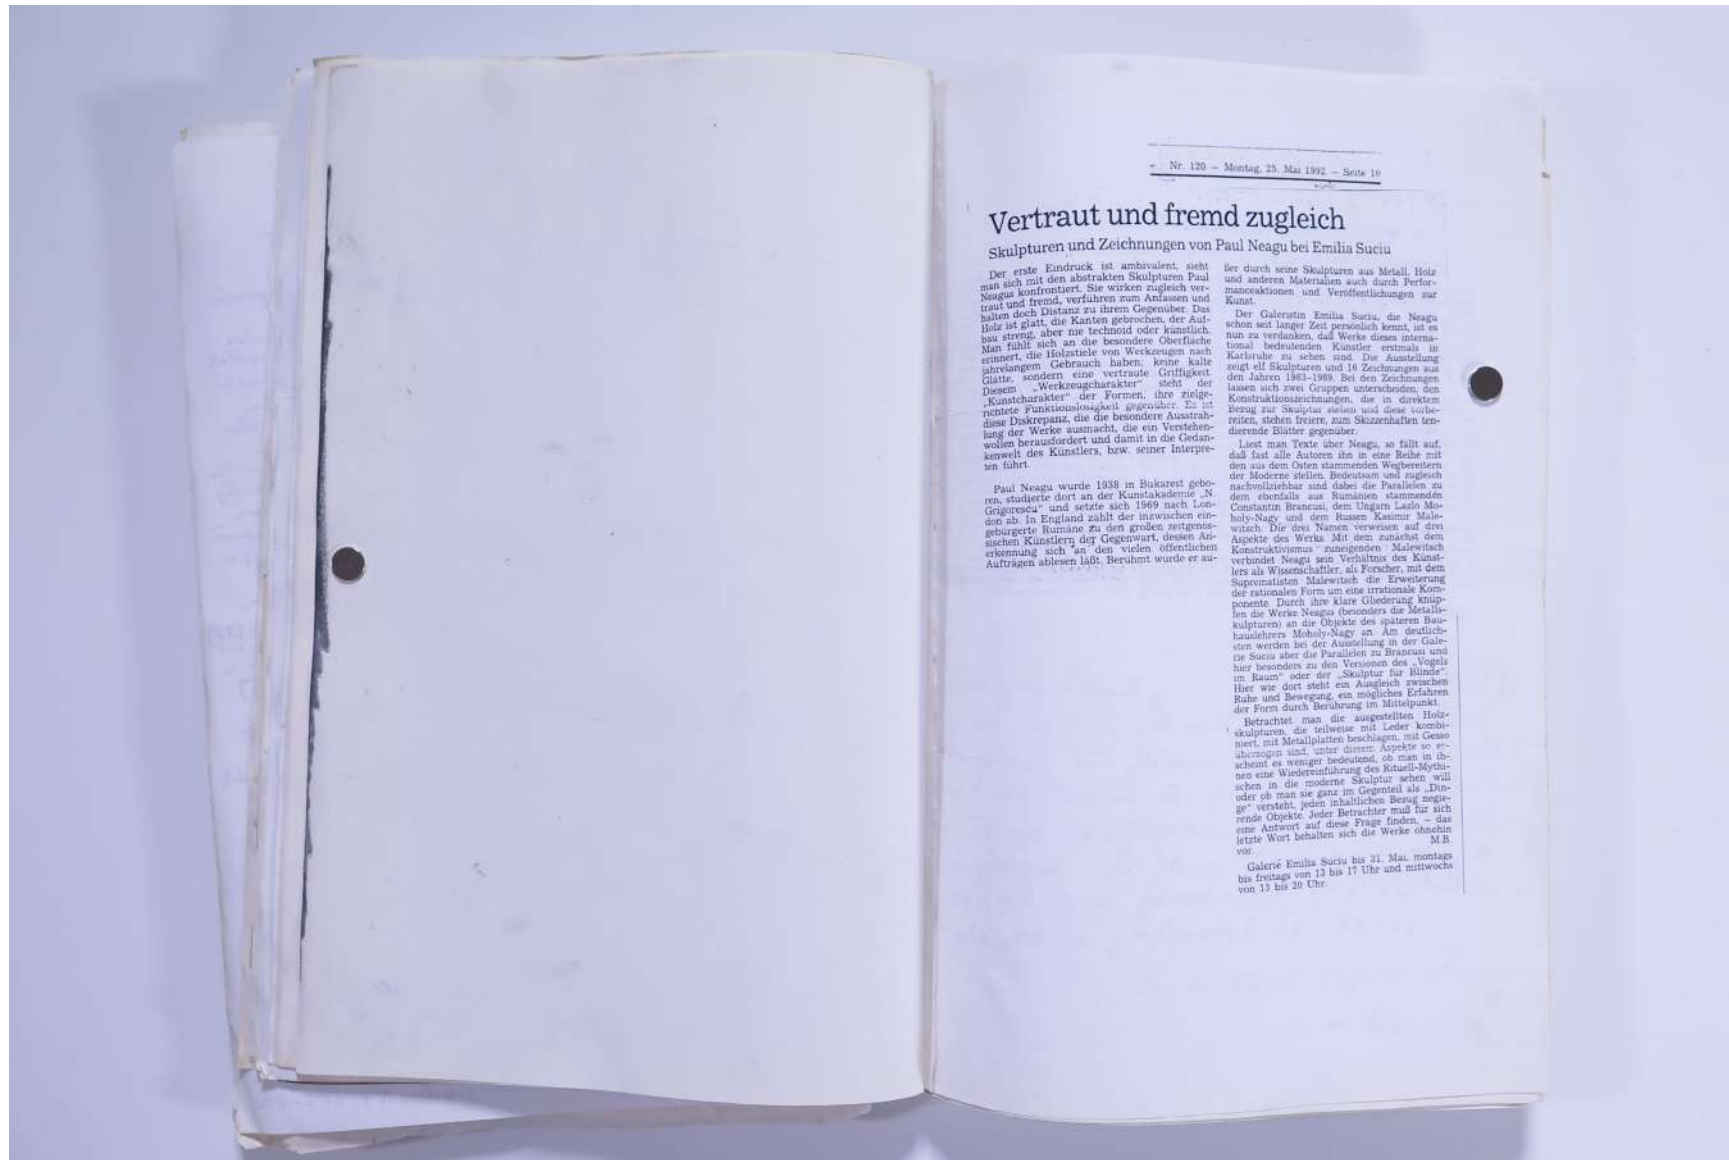 Nr. 120 – Montag, 25. Mai 1992 – Seite 10
Vertraut und fremd zugleich
Skulpturen und Zeichnungen von Paul Neagu bei Emilia Suciu
Der erste Eindruck ist ambivalent, sieht
man sich mit den abstrakten Skulpturen Paul
Neagus konfrontiert. Sie wirken zugleich ver-
traut und fremd, verführen zum Anfassen und
halten doch Distanz zu ihrem Gegenüber. Das
Holz ist glatt, die Kanten gebrochen, der Auf-
bau streng, aber nie technoid oder künstlich.
Man fühlt sich an die besondere Oberfläche
erinnert, die Holzstiele von Werkzeugen nach
jahrelangem Gebrauch haben; keine kalte
Glätte, sondern eine vertraute Griffigkeit.
Diesem „Werkzeugcharakter“ steht der
„Kunstcharakter“ der Formen, ihre zielge-
richtete Funktionslosigkeit gegenüber. Es ist
diese Diskrepanz, die die besondere Ausstrah-
lung der Werke ausmacht, die ein Verstehen-
wollen herausfordert und damit in die Gedan-
kenwelt des Künstlers, bzw. seiner Interpre-
ten führt.
Paul Neagu wurde 1938 in Bukarest gebo-
ren, studierte dort an der Kunstakademie „N.
Grigorescu“ und setzte sich 1969 nach Lon-
don ab. In England zählt der inzwischen ein-
gebürgerte Rumäne zu den großen zeitgenös-
sischen Künstlern der Gegenwart, dessen An-
erkennung sich an den vielen öffentlichen
Aufträgen ablesen läßt. Berühmt wurde er au-
ßer durch seine Skulpturen aus Metall, Holz
und anderen Materialien auch durch Perfor-
manceaktionen und Veröffentlichungen zur
Kunst.
Der Galeristin Emilia Suciu, die Neagu
schon seit langer Zeit persönlich kennt, ist es
nun zu verdanken, daß Werke dieses interna-
tional bedeutenden Künstler erstmals in
Karlsruhe zu sehen sind. Die Ausstellung
zeigt elf Skulpturen und 16 Zeichnungen aus
den Jahren 1983–1989. Bei den Zeichnungen
lassen sich zwei Gruppen unterscheiden, den
Konstruktionszeichnungen, die in direktem
Bezug zur Skulptur stehen und diese vorbe-
reiten, stehen freiere, zum Skizzenhaften ten-
dierende Blätter gegenüber.
Liest man Texte über Neagu, so fällt auf,
daß fast alle Autoren ihn in eine Reihe mit
den aus dem Osten stammenden Wegbereitern
der Moderne stellen. Bedeutsam und zugleich
nachvollziehbar sind dabei die Parallelen zu
dem ebenfalls aus Rumänien stammenden
Constantin Brancusi, dem Ungarn Lazlo Mo-
holy-Nagy und dem Russen Kasimir Male-
witsch. Die drei Namen verweisen auf drei
Aspekte des Werks. Mit dem zunächst dem
Konstruktivismus zuneigenden Malewitsch
verbindet Neagu sein Verhältnis des Künst-
lers als Wissenschaftler, als Forscher, mit dem
Suprematisten Malewitsch die Erweiterung
der rationalen Form um eine irrationale Kom-
ponente. Durch ihre klare Gliederung knüp-
fen die Werke Neagus (besonders die Metalls-
kulpturen) an die Objekte des späteren Bau-
hauslehrers Moholy-Nagy an. Am deutlich-
sten werden bei der Ausstellung in der Gale-
rie Suciu aber die Parallelen zu Brancusi und
hier besonders zu den Versionen des „Vogels
im Raum“ oder der „Skulptur für Blinde“.
Hier wie dort steht ein Ausgleich zwischen
Ruhe und Bewegung, ein mögliches Erfahren
der Form durch Berührung im Mittelpunkt.
Betrachtet man die ausgestellten Holz-
skulpturen, die teilweise mit Leder kombi-
niert, mit Metallplatten beschlagen, mit Gesso
überzogen sind, unter diesem Aspekte so er-
scheint es weniger bedeutend, ob man in ih-
nen eine Wiedereinführung des Rituell-Mythi-
schen in die moderne Skulptur sehen will
oder ob man sie ganz im Gegenteil als „Din-
ge“ versteht, jeden inhaltlichen Bezug negie-
rende Objekte. Jeder Betrachter muß für sich
eine Antwort auf diese Frage finden, – das
letzte Wort behalten sich die Werke ohnehin
vor. M.B.
Galerie Emilia Suciu bis 31. Mai, montags
bis freitags von 13 bis 17 Uhr und mittwochs
von 13 bis 20 Uhr.